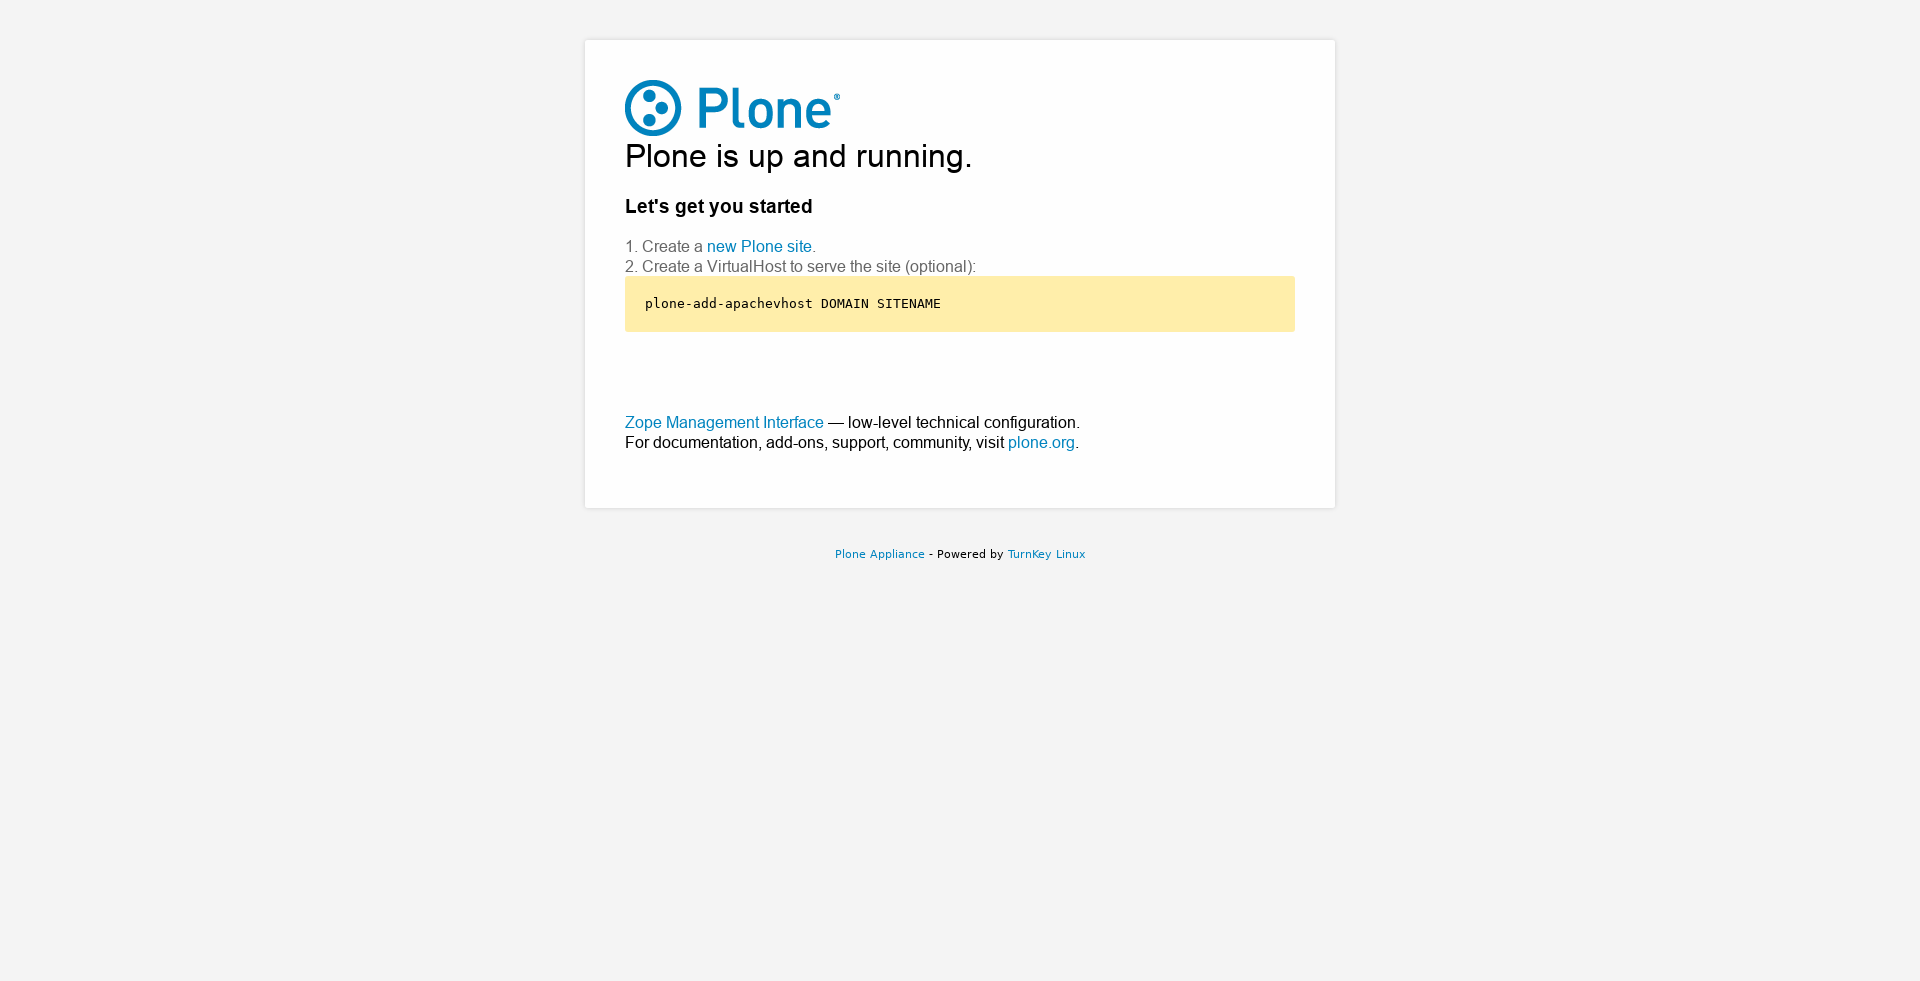 Plone®
Plone is up and running.
Let's get you started
1. Create a new Plone site.
2. Create a VirtualHost to serve the site (optional):
plone-add-apachevhost DOMAIN SITENAME
Zope Management Interface — low-level technical configuration.
For documentation, add-ons, support, community, visit plone.org.
Plone Appliance - Powered by TurnKey Linux